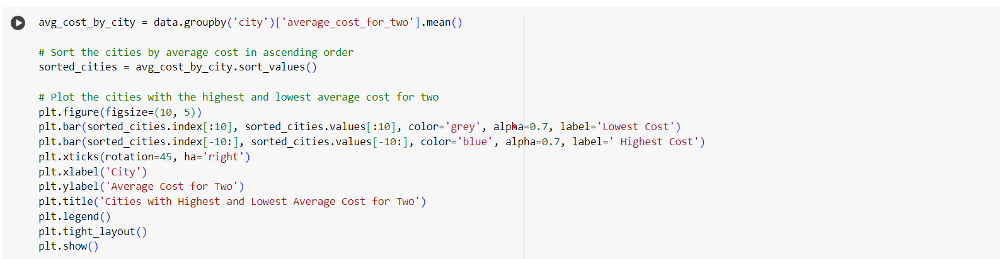 avg_cost_by_city = data.groupby('city')['average_cost_for_two'].mean()
# Sort the cities by average cost in ascending order
sorted_cities = avg_cost_by_city.sort_values()
# Plot the cities with the highest and lowest average cost for two
plt.figure(figsize=(10, 5))
plt.bar(sorted_cities.index[:10], sorted_cities.values[:10], color='grey', alpha=0.7, label='Lowest Cost')
plt.bar(sorted_cities.index[-10:], sorted_cities.values[-10:], color='blue', alpha=0.7, label=' Highest Cost')
plt.xticks(rotation=45, ha='right')
plt.xlabel('City')
plt.ylabel('Average Cost for Two')
plt.title('Cities with Highest and Lowest Average Cost for Two')
plt.legend()
plt.tight_layout()
plt.show()